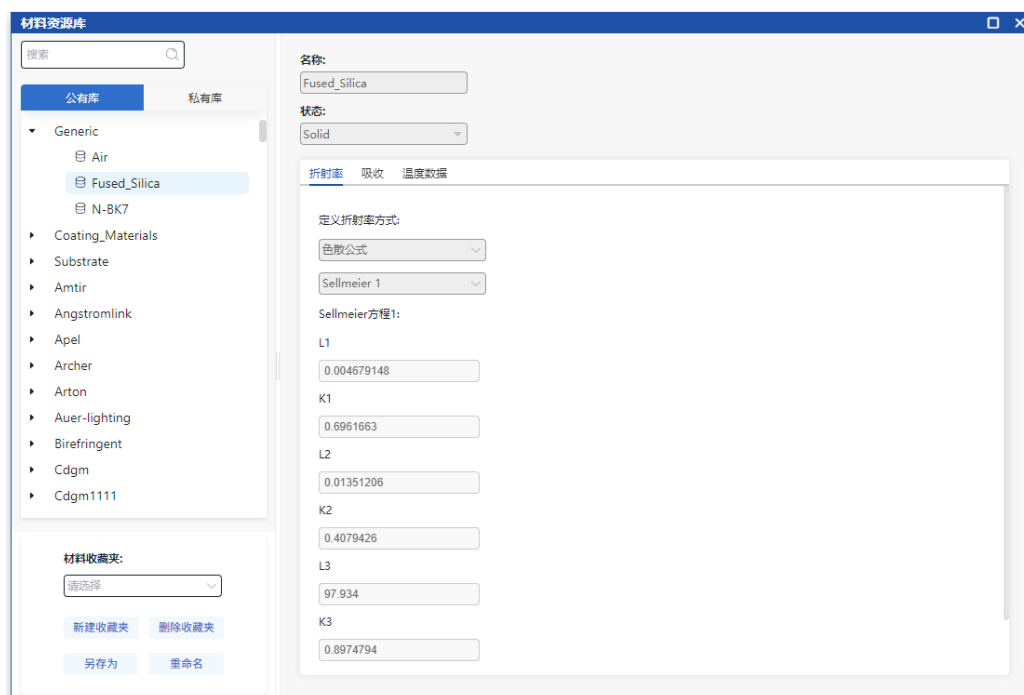 材料资源库
搜索
公有库
私有库
Generic
Air
Fused_Silica
N-BK7
Coating_Materials
Substrate
Amtir
Angstromlink
Apel
Archer
Arton
Auer-lighting
Birefringent
Cdgm
Cdgm1111
材料收藏夹:
请选择
新建收藏夹
删除收藏夹
另存为
重命名
名称:
Fused_Silica
状态:
Solid
折射率
吸收
温度数据
定义折射率方式:
色散公式
Sellmeier 1
Sellmeier方程1:
L1
0.004679148
K1
0.6961663
L2
0.01351206
K2
0.4079426
L3
97.934
K3
0.8974794